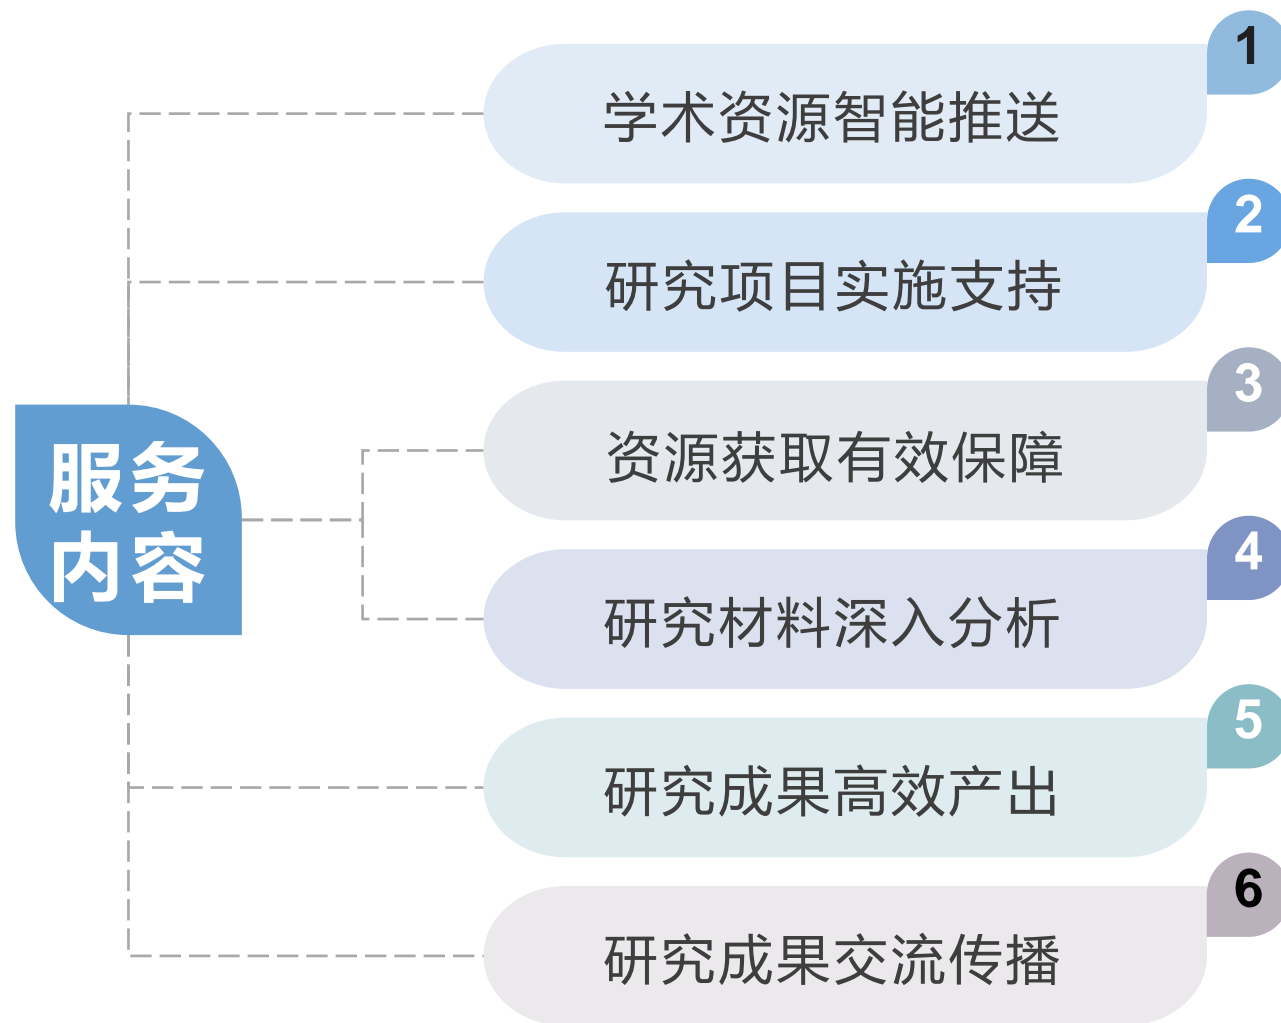 服务
内容
1
学术资源智能推送
2
研究项目实施支持
3
资源获取有效保障
4
研究材料深入分析
5
研究成果高效产出
6
研究成果交流传播